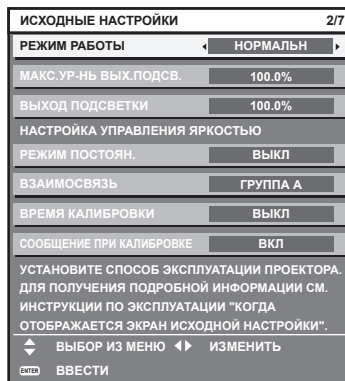 ИСХОДНЫЕ НАСТРОЙКИ 2/7
РЕЖИМ РАБОТЫ НОРМАЛЬН
МАКС.УР-НЬ ВЫХ.ПОДСВ. 100.0%
ВЫХОД ПОДСВЕТКИ 100.0%
НАСТРОЙКА УПРАВЛЕНИЯ ЯРКОСТЬЮ
РЕЖИМ ПОСТОЯН. ВЫКЛ
ВЗАИМОСВЯЗЬ ГРУППА A
ВРЕМЯ КАЛИБРОВКИ ВЫКЛ
СООБЩЕНИЕ ПРИ КАЛИБРОВКЕ ВКЛ
УСТАНОВИТЕ СПОСОБ ЭКСПЛУАТАЦИИ ПРОЕКТОРА.
ДЛЯ ПОЛУЧЕНИЯ ПОДРОБНОЙ ИНФОРМАЦИИ СМ.
ИНСТРУКЦИИ ПО ЭКСПЛУАТАЦИИ "КОГДА
ОТОБРАЖАЕТСЯ ЭКРАН ИСХОДНОЙ НАСТРОЙКИ".
ВЫБОР ИЗ МЕНЮ ИЗМЕНИТЬ
ENTER ВВЕСТИ